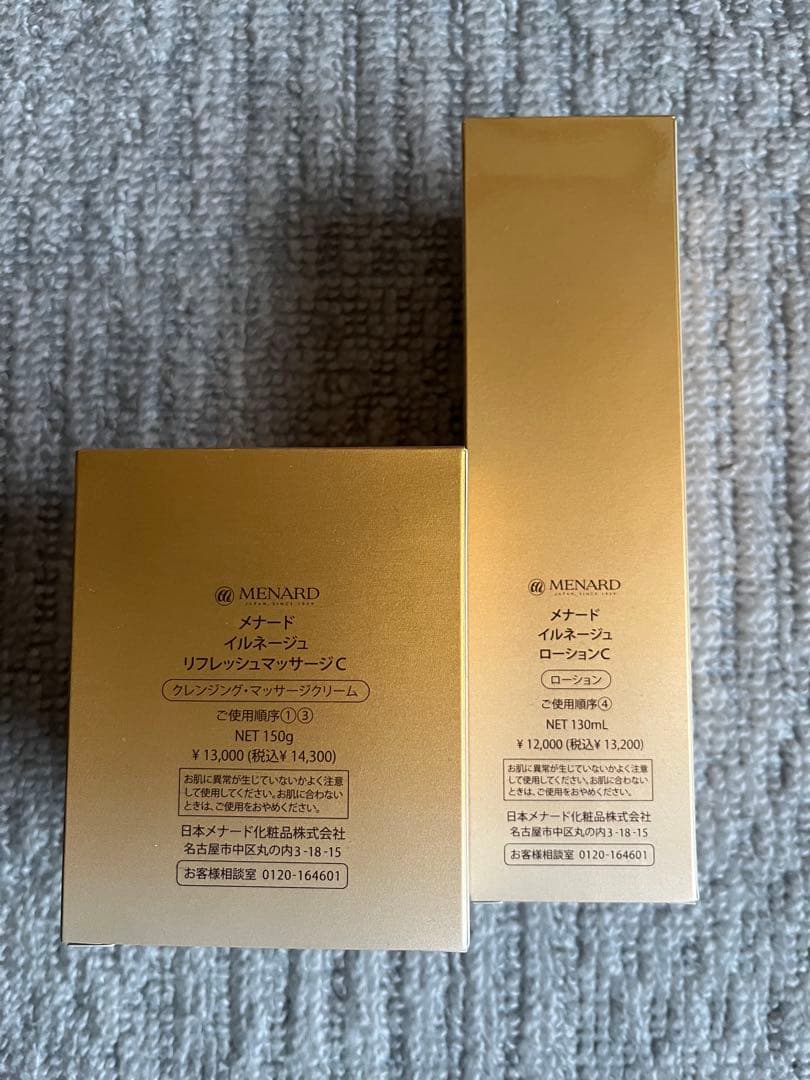 MENARD
JAPAN, SINCE 1959
メナード
イルネージュ
リフレッシュマッサージC
クレンジング・マッサージクリーム
ご使用順序①③
NET 150g
¥13,000 (税込¥14,300)
お肌に異常が生じていないかよく注意
して使用してください。お肌に合わない
ときは、ご使用をおやめください。
日本メナード化粧品株式会社
名古屋市中区丸の内3-18-15
お客様相談室 0120-164601
MENARD
JAPAN, SINCE 1959
メナード
イルネージュ
ローションC
ローション
ご使用順序④
NET 130mL
¥12,000 (税込¥13,200)
お肌に異常が生じていないかよく注意
して使用してください。お肌に合わない
ときは、ご使用をおやめください。
日本メナード化粧品株式会社
名古屋市中区丸の内3-18-15
お客様相談室 0120-164601